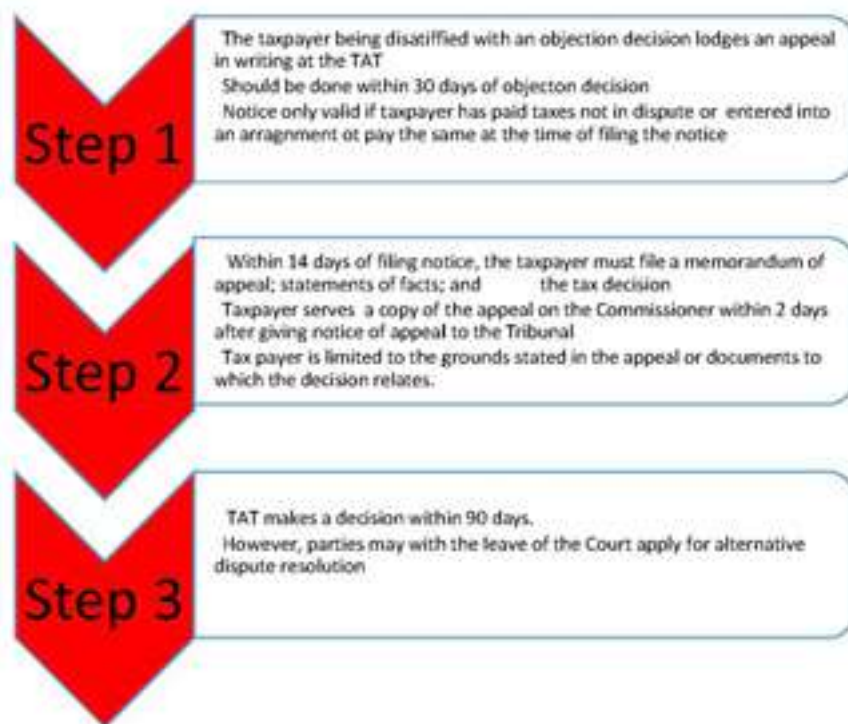 Step 1
The taxpayer being disatiffied with an objection decision lodges an appeal
in writing at the TAT
Should be done within 30 days of objecton decision
Notice only valid if taxpayer has paid taxes not in dispute or entered into
an arragnment ot pay the same at the time of filing the notice
Step 2
Within 14 days of filing notice, the taxpayer must file a memorandum of
appeal; statements of facts; and the tax decision
Taxpayer serves a copy of the appeal on the Commissioner within 2 days
after giving notice of appeal to the Tribunal
Tax payer is limited to the grounds stated in the appeal or documents to
which the decision relates.
Step 3
TAT makes a decision within 90 days.
However, parties may with the leave of the Court apply for alternative
dispute resolution